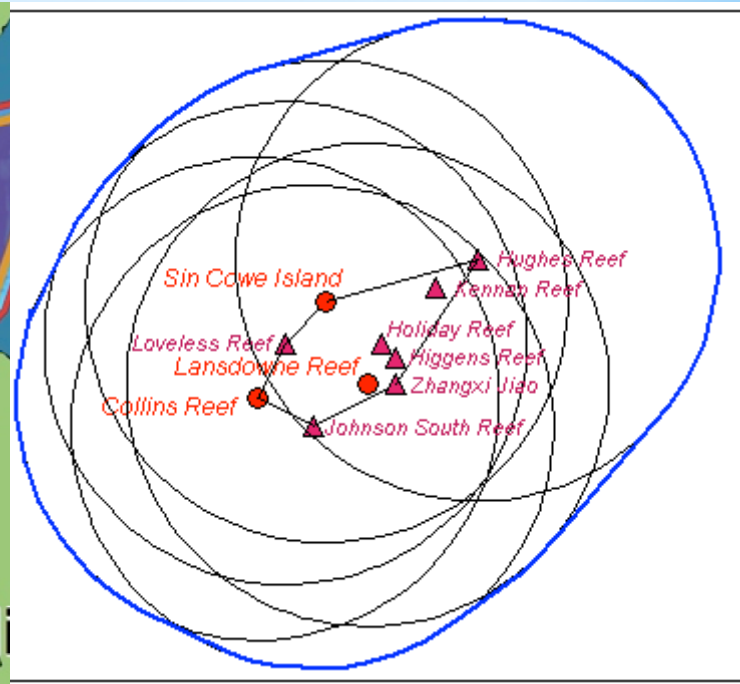 Hughes Reef
Sin Cowe Island
Kennan Reef
Holiday Reef
Loveless Reef
Higgens Reef
Lansdowne Reef
Zhangxi Jiao
Collins Reef
Johnson South Reef